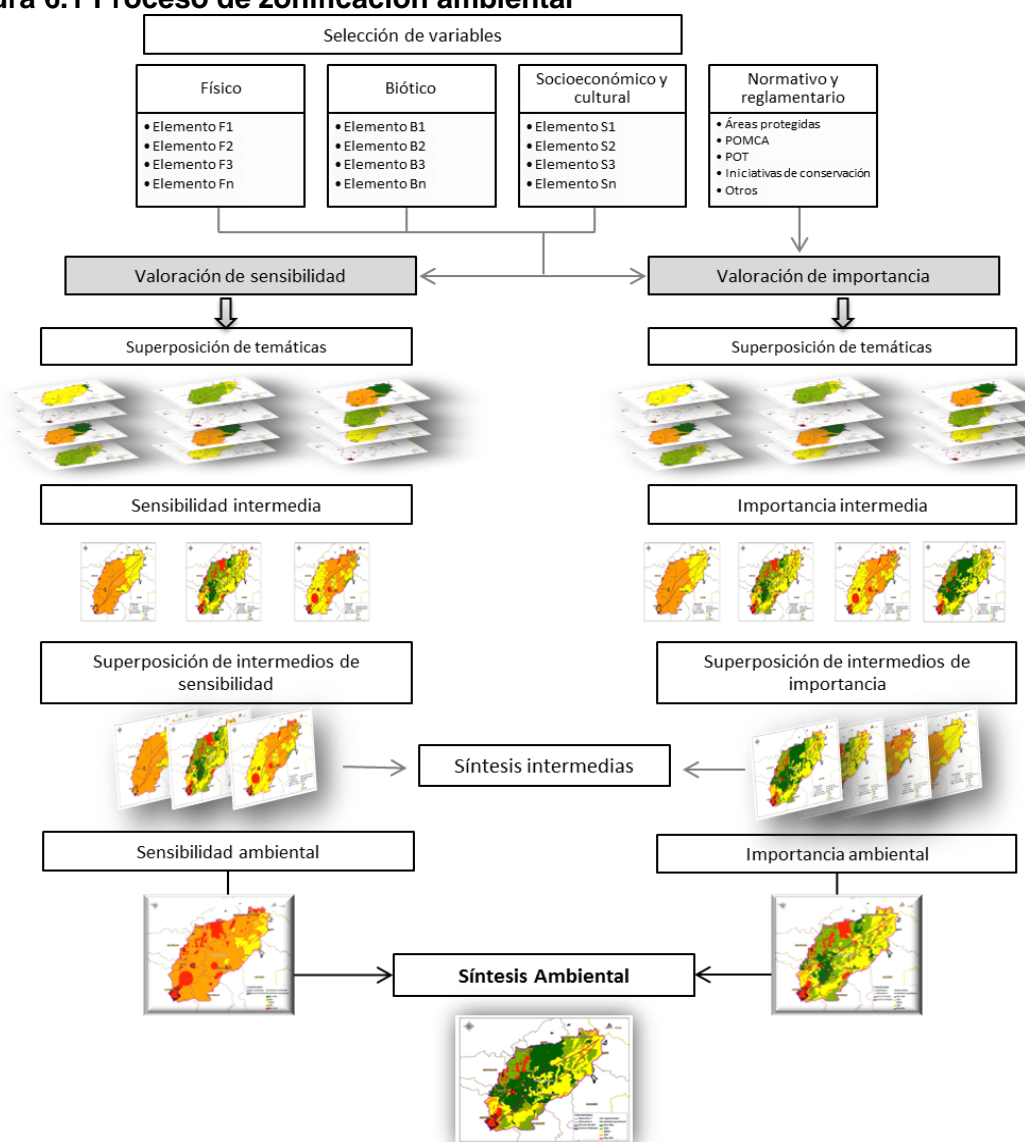 ura 6.1 Proceso de zonificación ambiental
Selección de variables
Físico
• Elemento F1
• Elemento F2
• Elemento F3
• Elemento Fn
Biótico
• Elemento B1
• Elemento B2
• Elemento B3
• Elemento Bn
Socioeconómico y
cultural
• Elemento S1
• Elemento S2
• Elemento S3
• Elemento Sn
Normativo y
reglamentario
• Áreas protegidas
• POMCA
• POT
• Iniciativas de conservación
• Otros
Valoración de sensibilidad
Valoración de importancia
Superposición de temáticas
Superposición de temáticas
Sensibilidad intermedia
Importancia intermedia
Superposición de intermedios de
sensibilidad
Superposición de intermedios de
importancia
Síntesis intermedias
Sensibilidad ambiental
Importancia ambiental
Síntesis Ambiental